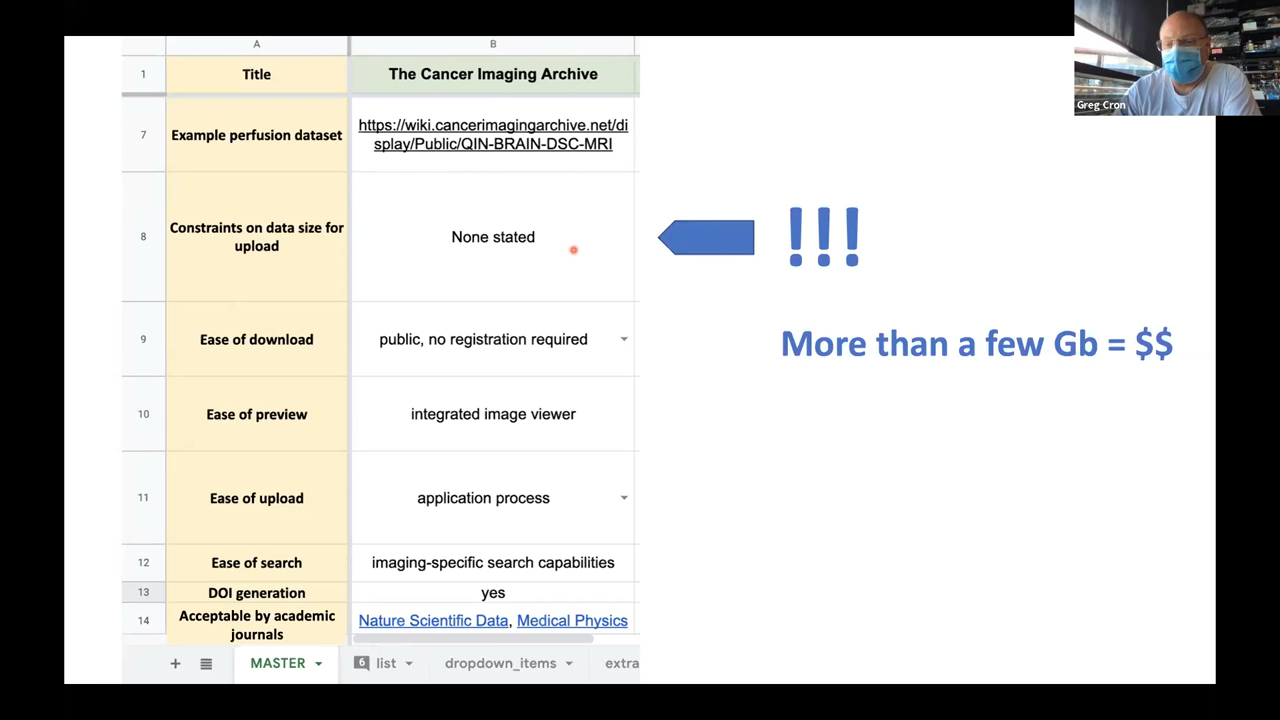 A
B
1
Title
The Cancer Imaging Archive
7
Example perfusion dataset
https://wiki.cancerimagingarchive.net/di
splay/Public/QIN-BRAIN-DSC-MRI
8
Constraints on data size for
upload
None stated
!!!
9
Ease of download
public, no registration required
More than a few Gb = $$
10
Ease of preview
integrated image viewer
11
Ease of upload
application process
12
Ease of search
imaging-specific search capabilities
13
DOI generation
yes
14
Acceptable by academic
journals
Nature Scientific Data, Medical Physics
+
MASTER
6
list
dropdown_items
extra
Greg Cron